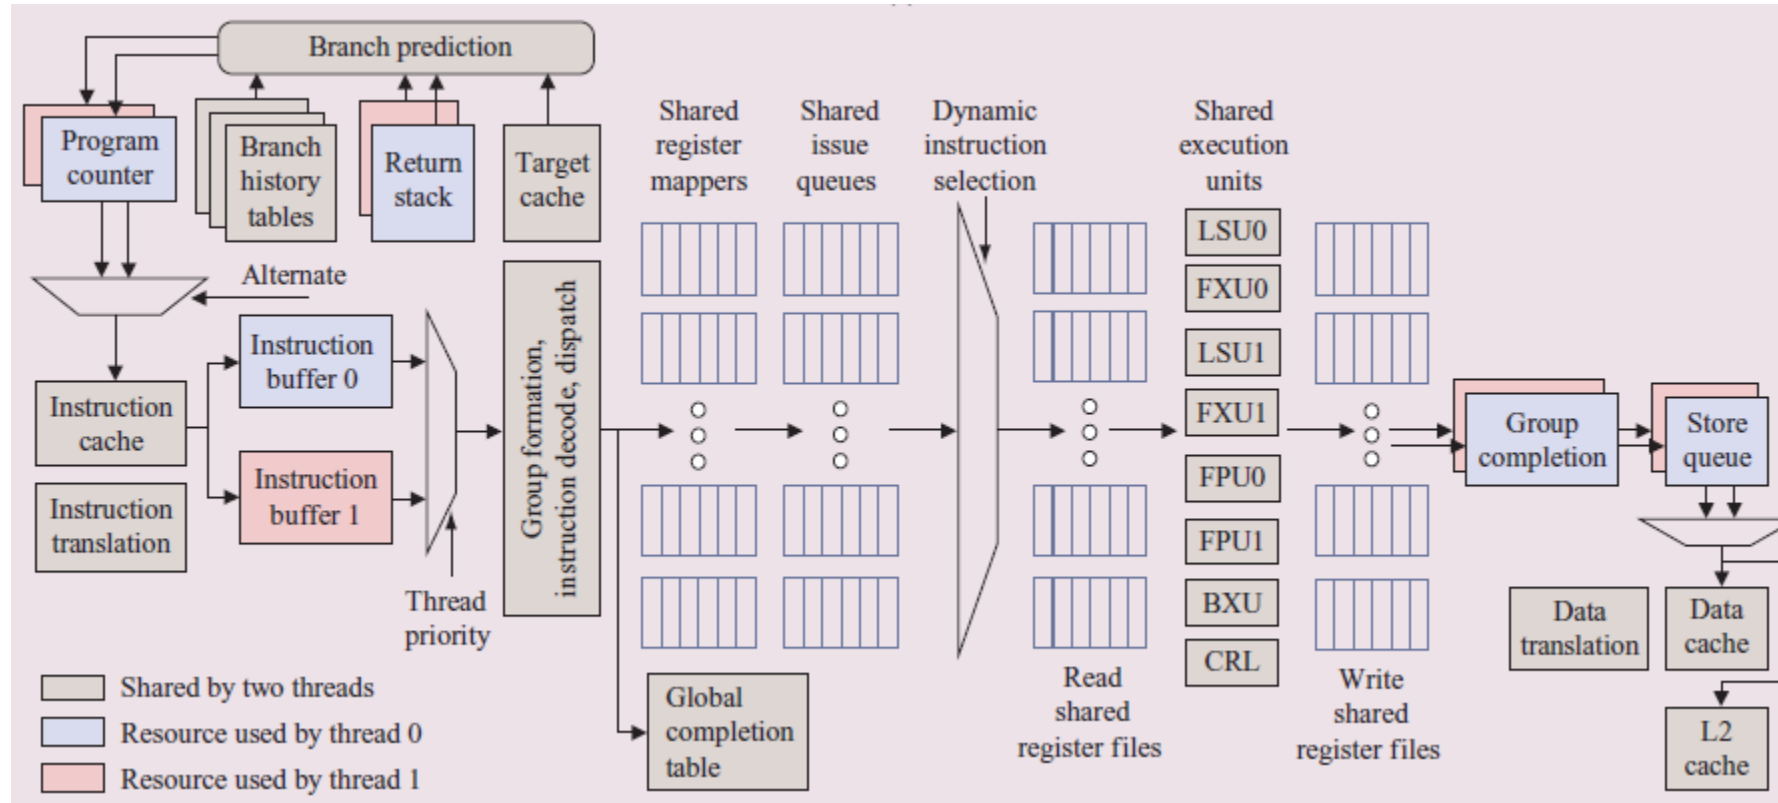 Branch prediction
Program
counter
Branch
history
tables
Return
stack
Target
cache
Shared
register
mappers
Shared
issue
queues
Dynamic
instruction
selection
Shared
execution
units
Alternate
Instruction
cache
Instruction
translation
Instruction
buffer 0
Instruction
buffer 1
Thread
priority
Group formation,
instruction decode, dispatch
Global
completion
table
LSU0
FXU0
LSU1
FXU1
FPU0
FPU1
BXU
CRL
Read
shared
register files
Write
shared
register files
Group
completion
Store
queue
Data
translation
Data
cache
L2
cache
Shared by two threads
Resource used by thread 0
Resource used by thread 1